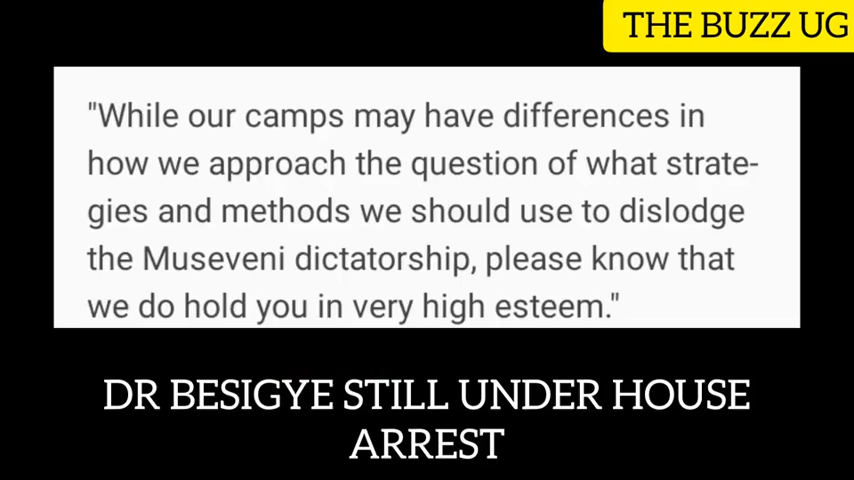 THE BUZZ UG
"While our camps may have differences in
how we approach the question of what strate-
gies and methods we should use to dislodge
the Museveni dictatorship, please know that
we do hold you in very high esteem."
DR BESIGYE STILL UNDER HOUSE
ARREST